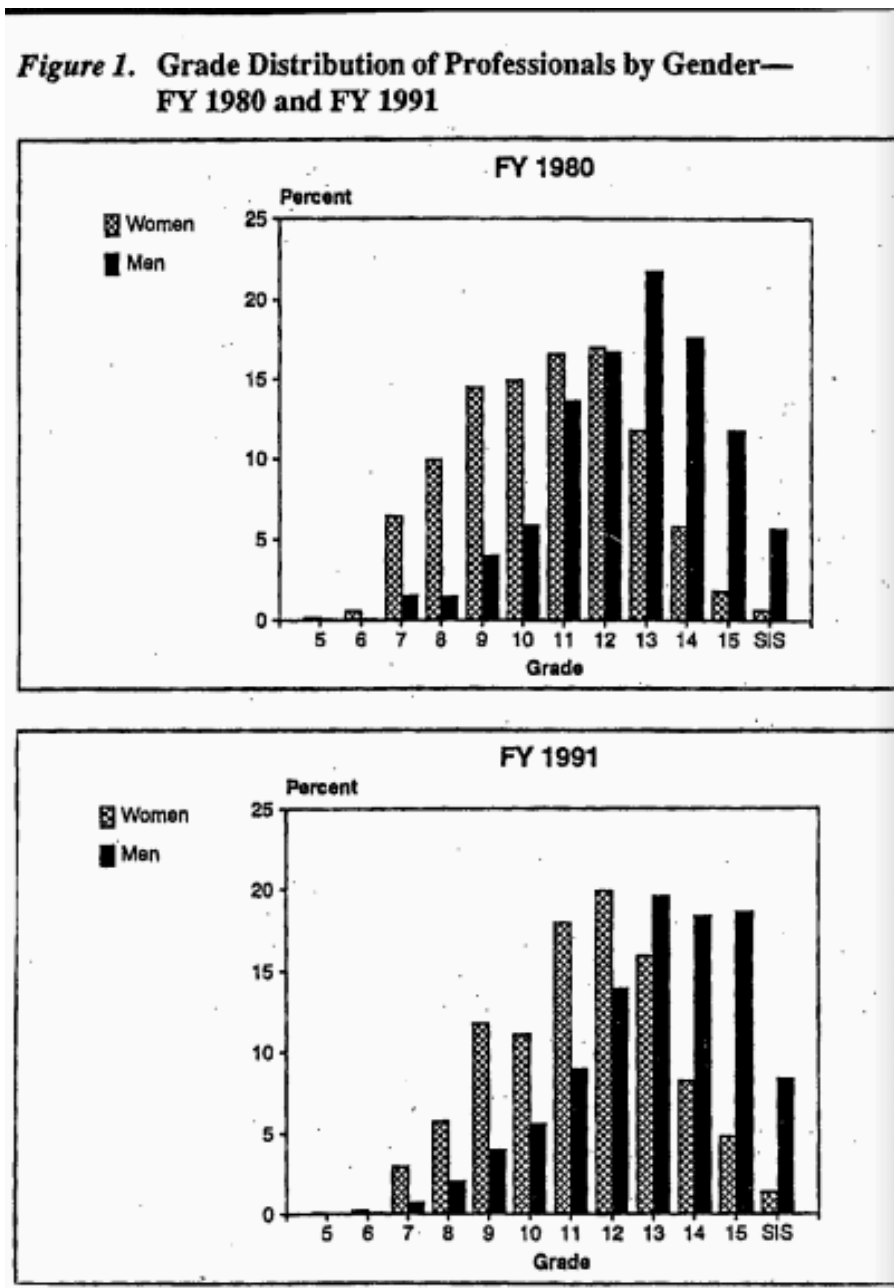 Figure 1. Grade Distribution of Professionals by Gender—
FY 1980 and FY 1991
FY 1980
Percent
Women
Men
25
20
15
10
5
0
5 6 7 8 9 10 11 12 13 14 15 SIS
Grade
FY 1991
Percent
Women
Men
25
20
15
10
5
0
5 6 7 8 9 10 11 12 13 14 15 SIS
Grade